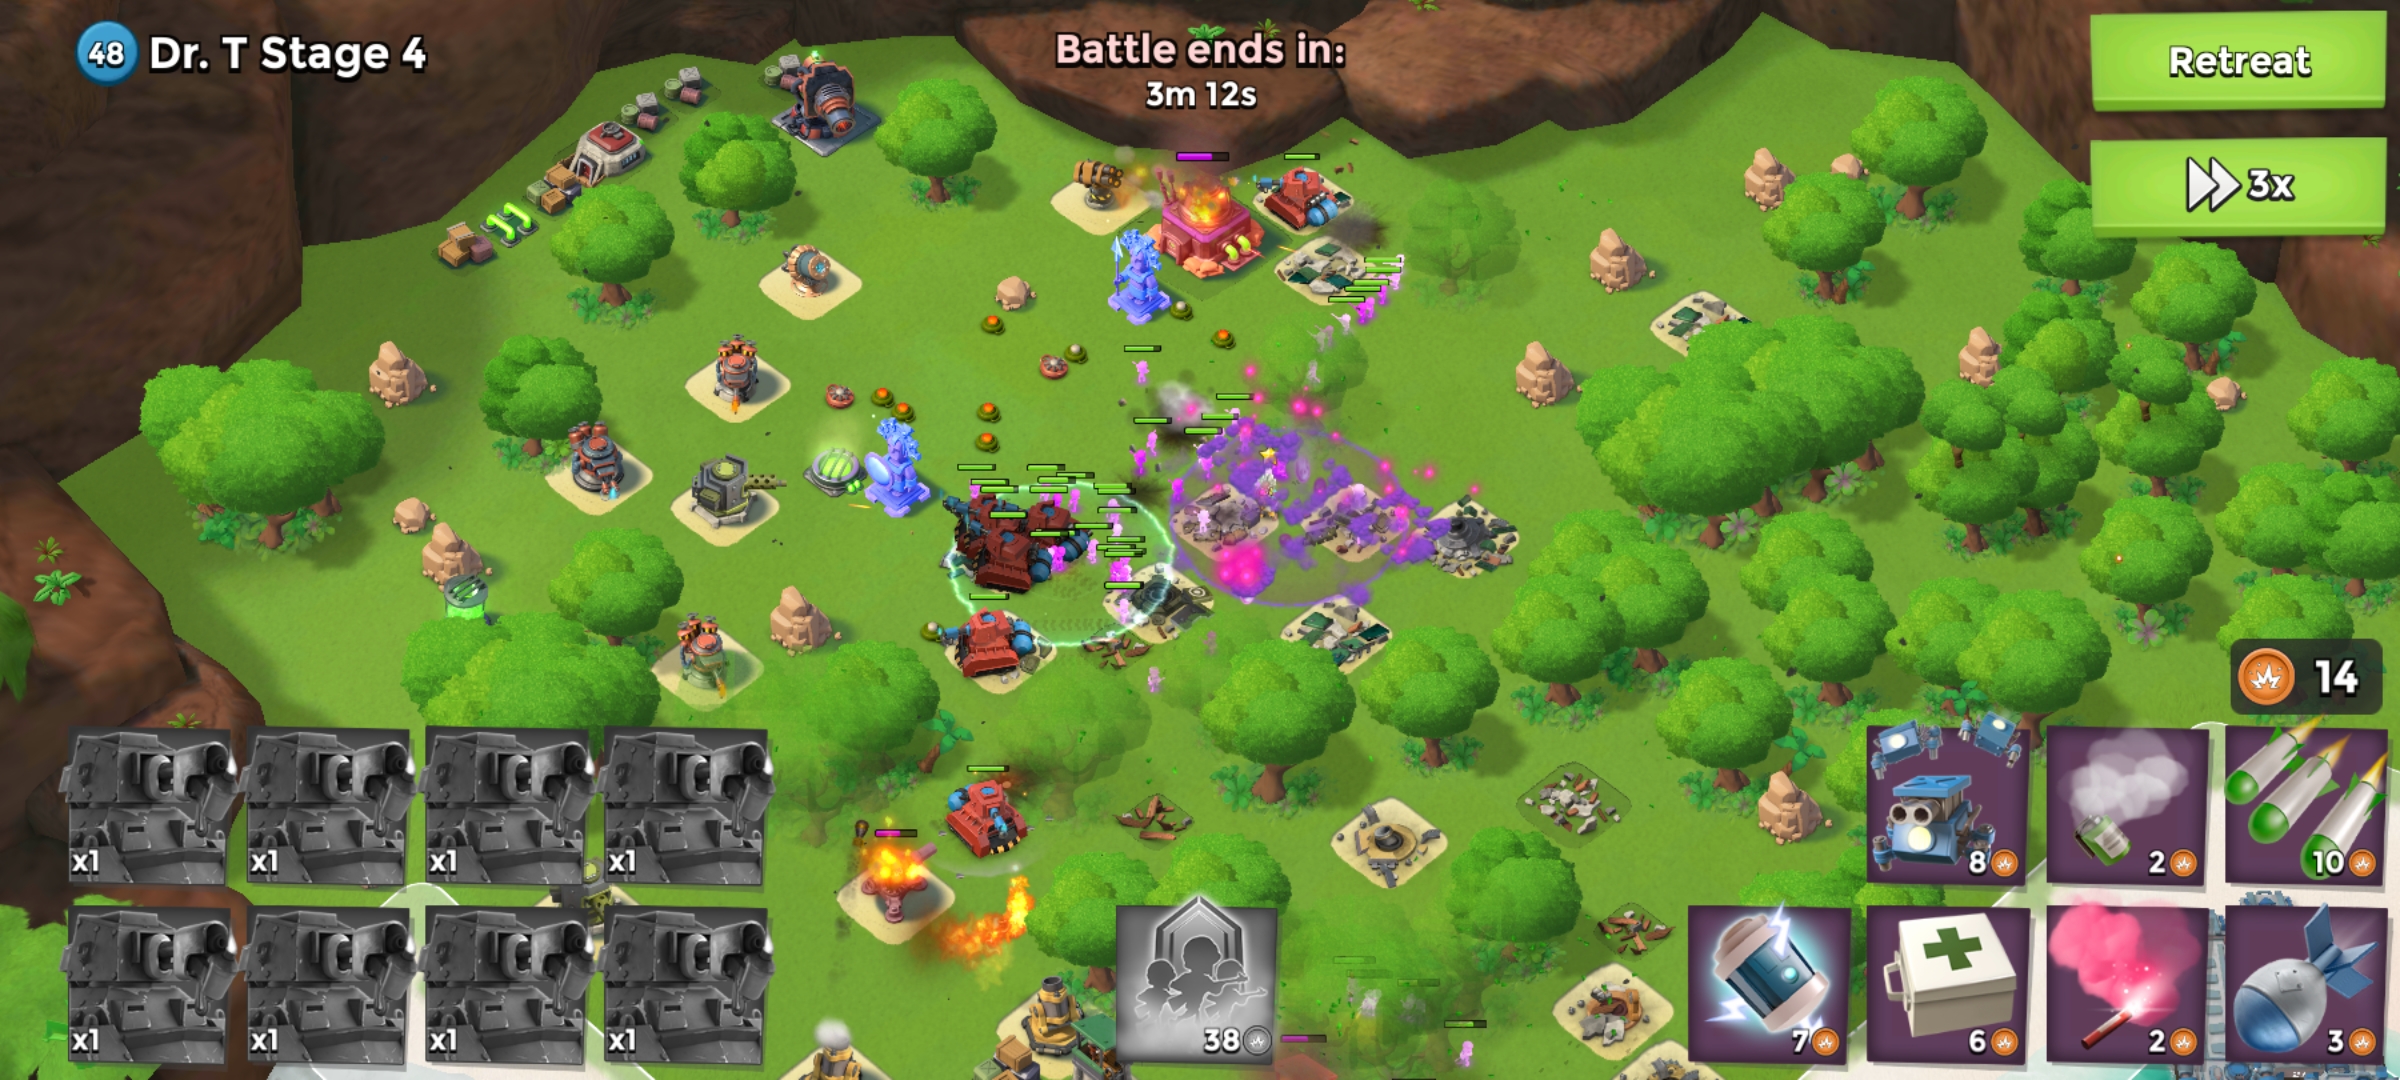 48 Dr. T Stage 4
Battle ends in:
3m 12s
Retreat
3x
14
8
2
10
x1
x1
x1
x1
x1
x1
x1
x1
38
7
6
2
3